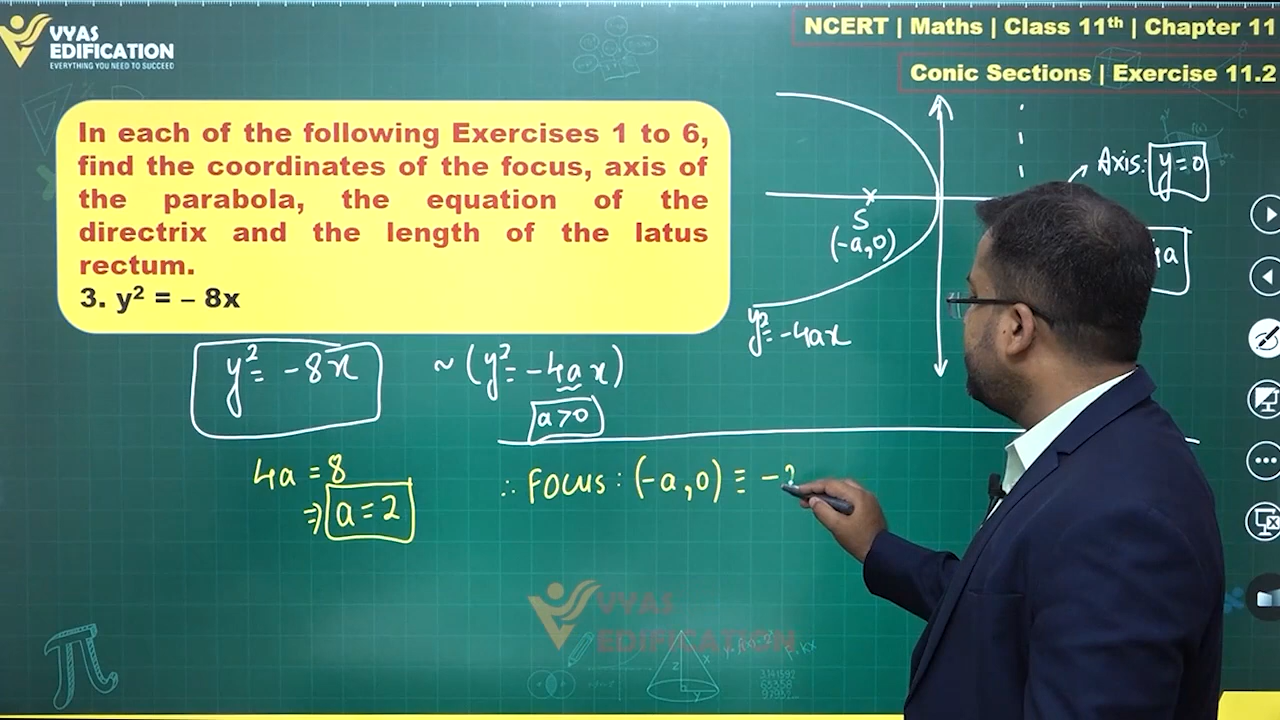 VYAS
EDIFICATION
EVERYTHING YOU NEED TO SUCCEED
NCERT | Maths | Class 11th | Chapter 11
Conic Sections | Exercise 11.2
In each of the following Exercises 1 to 6,
find the coordinates of the focus, axis of
the parabola, the equation of the
directrix and the length of the latus
rectum.
3. y² = – 8x
Axis: y=0
S
(-a,0)
4a
y² = -4ax
y² = -8x ~ (y² = -4ax)
a>0
4a = 8
⇒ a = 2
∴ Focus: (-a,0) ≡ -2
VYAS
EDIFICATION